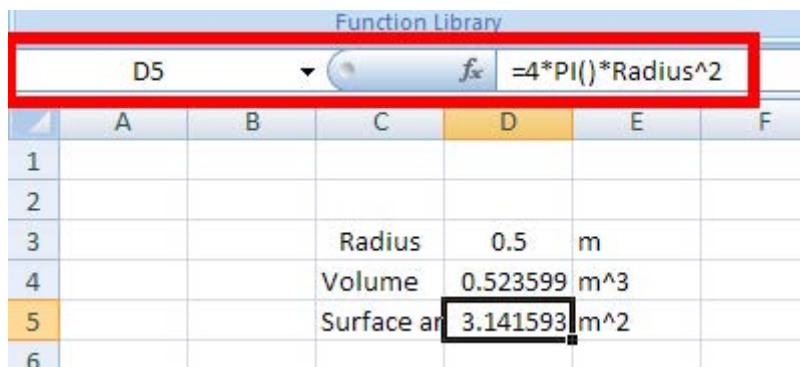 Function Library
D5 fx =4*PI()*Radius^2
A B C D E F
1
2
3 Radius 0.5 m
4 Volume 0.523599 m^3
5 Surface ar 3.141593 m^2
6